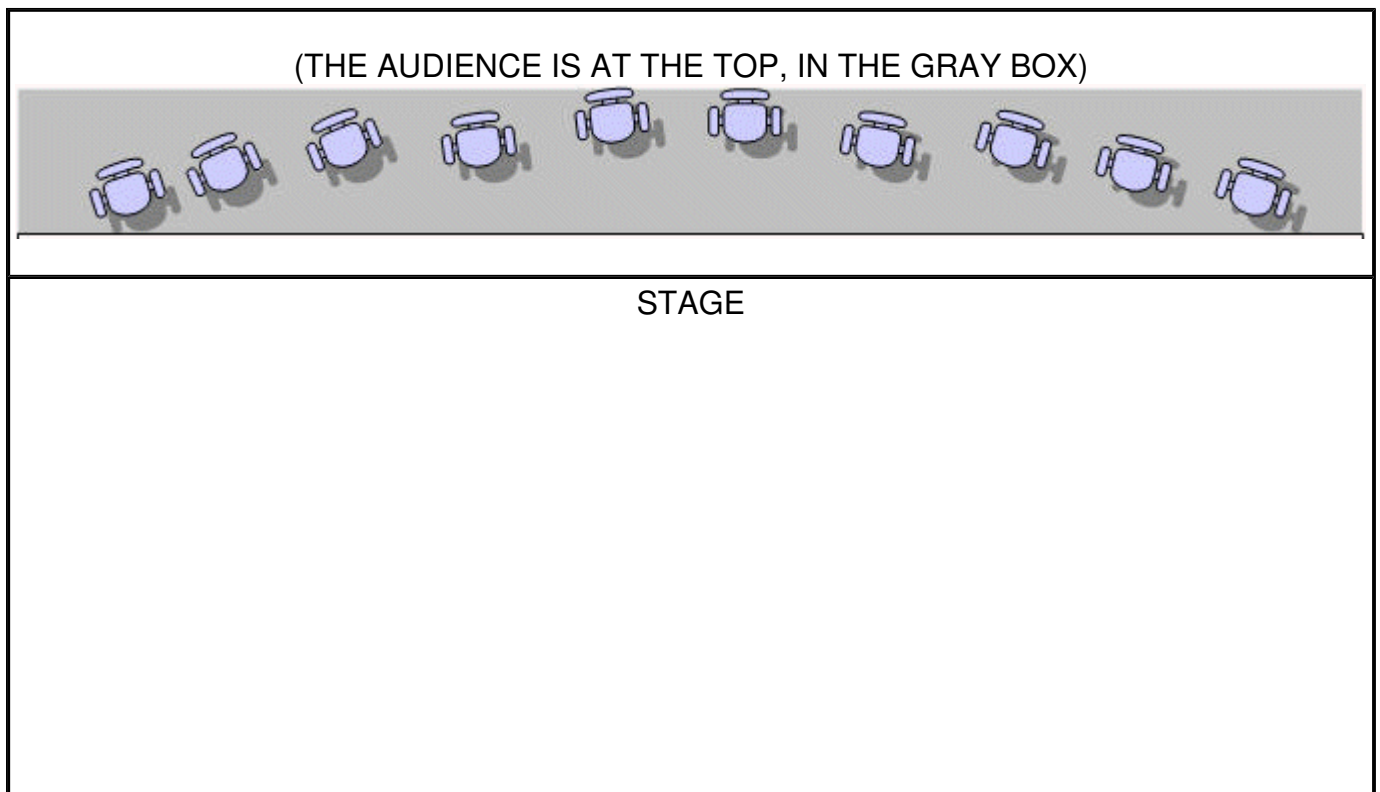 (THE AUDIENCE IS AT THE TOP, IN THE GRAY BOX)
STAGE